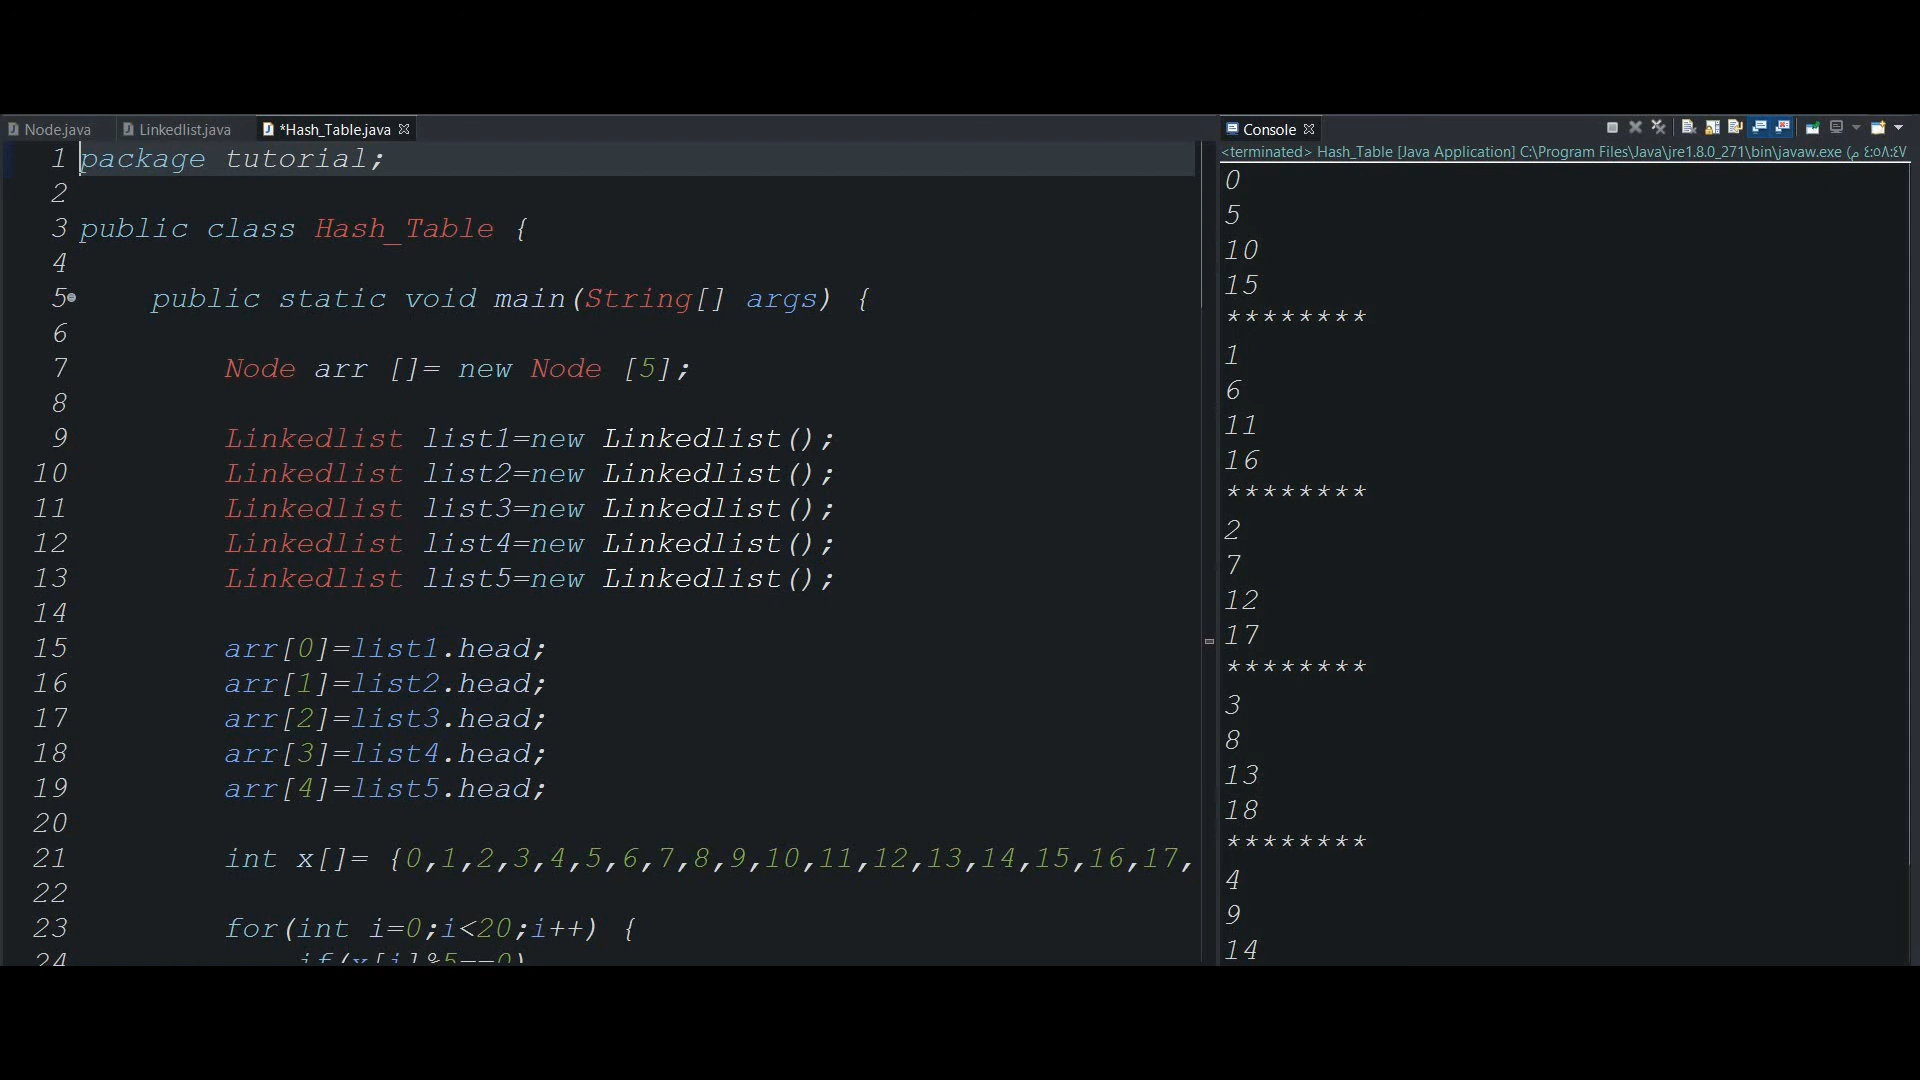 Node.java Linkedlist.java *Hash_Table.java
1 package tutorial;
2
3 public class Hash_Table {
4
5 public static void main(String[] args) {
6
7 Node arr []= new Node [5];
8
9 Linkedlist list1=new Linkedlist();
10 Linkedlist list2=new Linkedlist();
11 Linkedlist list3=new Linkedlist();
12 Linkedlist list4=new Linkedlist();
13 Linkedlist list5=new Linkedlist();
14
15 arr[0]=list1.head;
16 arr[1]=list2.head;
17 arr[2]=list3.head;
18 arr[3]=list4.head;
19 arr[4]=list5.head;
20
21 int x[]= {0,1,2,3,4,5,6,7,8,9,10,11,12,13,14,15,16,17,
22
23 for(int i=0;i<20;i++) {
24 if(x[i]%5==0)
Console
<terminated> Hash_Table [Java Application] C:\Program Files\Java\jre1.8.0_271\bin\javaw.exe (م ٤:٥٨:٤٧
0
5
10
15
********
1
6
11
16
********
2
7
12
17
********
3
8
13
18
********
4
9
14